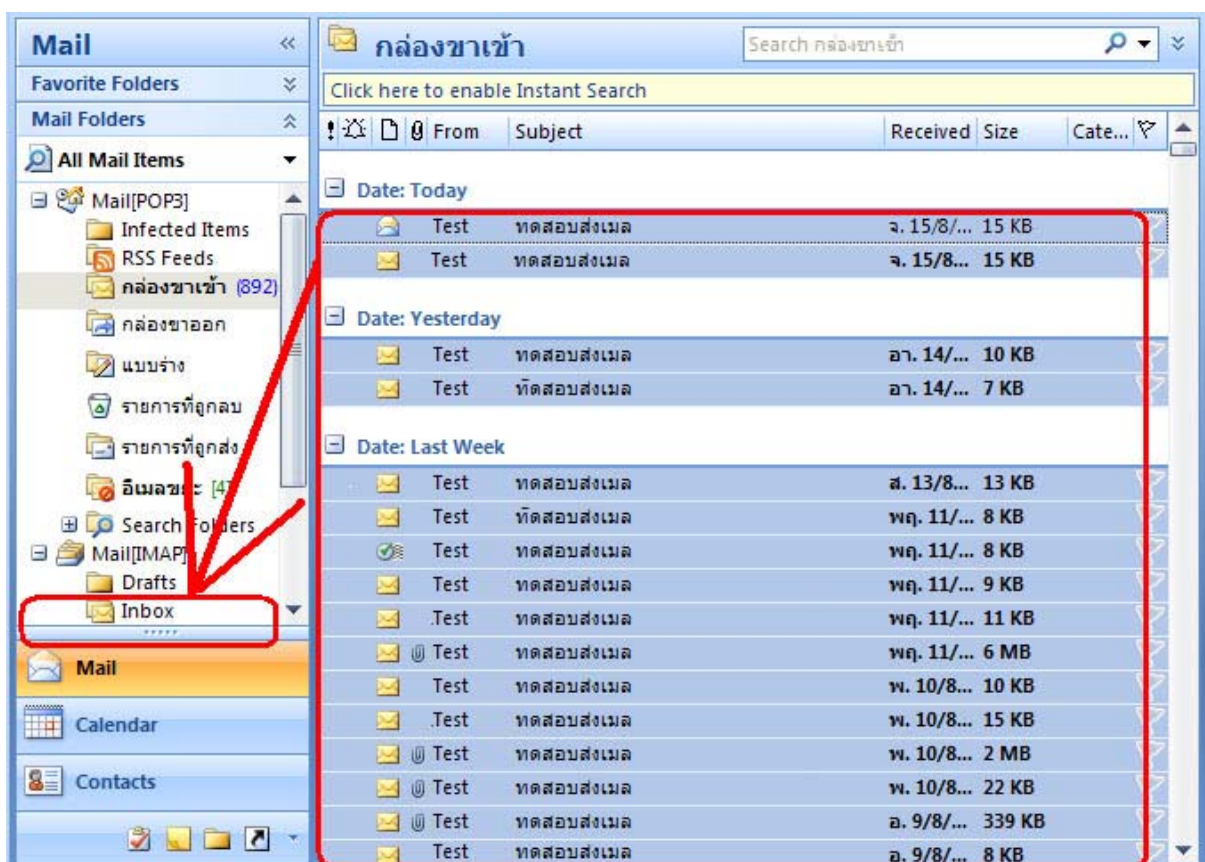 Mail
Favorite Folders
Mail Folders
All Mail Items
Mail[POP3]
Infected Items
RSS Feeds
กล่องขาเข้า (892)
กล่องขาออก
แบบร่าง
รายการที่ถูกลบ
รายการที่ถูกส่ง
อีเมลขยะ [4
Search Folders
Mail[IMAP]
Drafts
Inbox
Mail
Calendar
Contacts
กล่องขาเข้า
Search กล่องขาเข้า
Click here to enable Instant Search
From Subject Received Size Cate...
Date: Today
Test ทดสอบส่งเมล จ. 15/8/... 15 KB
Test ทดสอบส่งเมล จ. 15/8... 15 KB
Date: Yesterday
Test ทดสอบส่งเมล อา. 14/... 10 KB
Test ทัดสอบส่งเมล อา. 14/... 7 KB
Date: Last Week
Test ทดสอบส่งเมล ส. 13/8... 13 KB
Test ทัดสอบส่งเมล พฤ. 11/... 8 KB
Test ทดสอบส่งเมล พฤ. 11/... 8 KB
Test ทดสอบส่งเมล พฤ. 11/... 9 KB
.Test ทดสอบส่งเมล พฤ. 11/... 11 KB
Test ทดสอบส่งเมล พฤ. 11/... 6 MB
Test ทดสอบส่งเมล พ. 10/8... 10 KB
.Test ทดสอบส่งเมล พ. 10/8... 15 KB
Test ทดสอบส่งเมล พ. 10/8... 2 MB
Test ทดสอบส่งเมล พ. 10/8... 22 KB
Test ทดสอบส่งเมล อ. 9/8/... 339 KB
Test ทดสอบส่งเมล อ. 9/8/... 8 KB